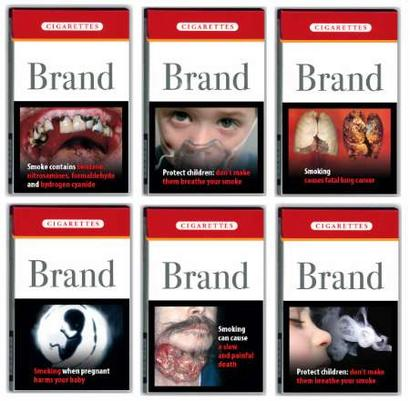 CIGARETTES
Brand
Smoke contains benzene,
nitrosamines, formaldehyde
and hydrogen cyanide
CIGARETTES
Brand
Protect children: don't make
them breathe your smoke
CIGARETTES
Brand
Smoking
causes fatal lung cancer
CIGARETTES
Brand
Smoking when pregnant
harms your baby
CIGARETTES
Brand
Smoking
can cause
a slow
and painful
death
CIGARETTES
Brand
Protect children: don't make
them breathe your smoke